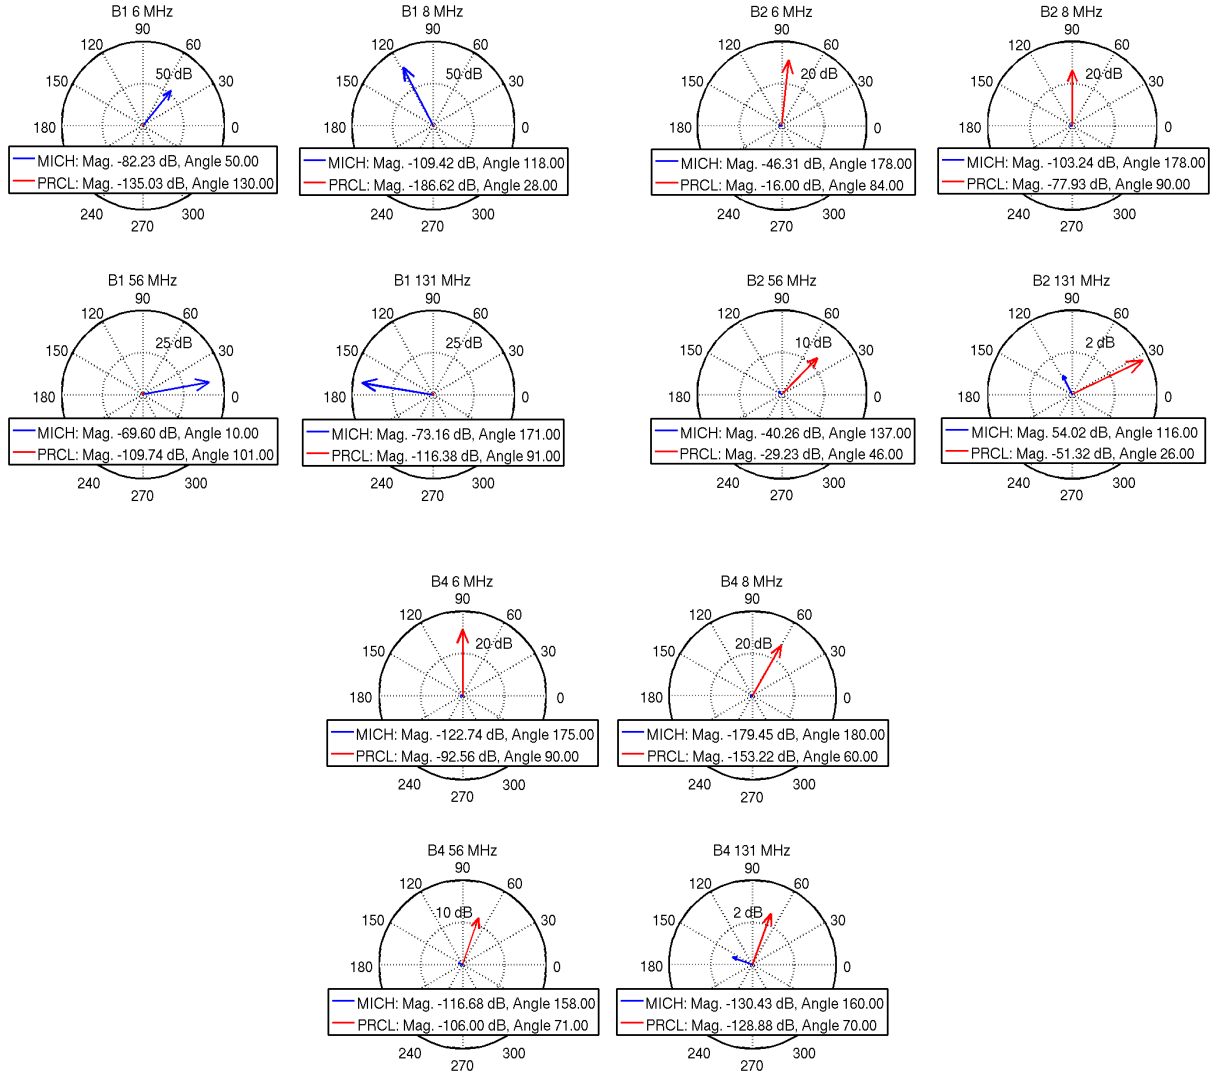 B1 6 MHz
90
120
60
50 dB
150
30
180
0
MICH: Mag. -82.23 dB, Angle 50.00
PRCL: Mag. -135.03 dB, Angle 130.00
240
300
270
B1 8 MHz
90
120
60
50 dB
150
30
180
0
MICH: Mag. -109.42 dB, Angle 118.00
PRCL: Mag. -186.62 dB, Angle 28.00
240
300
270
B2 6 MHz
90
120
60
20 dB
150
30
180
0
MICH: Mag. -46.31 dB, Angle 178.00
PRCL: Mag. -16.00 dB, Angle 84.00
240
300
270
B2 8 MHz
90
120
60
20 dB
150
30
180
0
MICH: Mag. -103.24 dB, Angle 178.00
PRCL: Mag. -77.93 dB, Angle 90.00
240
300
270
B1 56 MHz
90
120
60
25 dB
150
30
180
0
MICH: Mag. -69.60 dB, Angle 10.00
PRCL: Mag. -109.74 dB, Angle 101.00
240
300
270
B1 131 MHz
90
120
60
25 dB
150
30
180
0
MICH: Mag. -73.16 dB, Angle 171.00
PRCL: Mag. -116.38 dB, Angle 91.00
240
300
270
B2 56 MHz
90
120
60
10 dB
150
30
180
0
MICH: Mag. -40.26 dB, Angle 137.00
PRCL: Mag. -29.23 dB, Angle 46.00
240
300
270
B2 131 MHz
90
120
60
2 dB
150
30
180
0
MICH: Mag. 54.02 dB, Angle 116.00
PRCL: Mag. -51.32 dB, Angle 26.00
240
300
270
B4 6 MHz
90
120
60
20 dB
150
30
180
0
MICH: Mag. -122.74 dB, Angle 175.00
PRCL: Mag. -92.56 dB, Angle 90.00
240
300
270
B4 8 MHz
90
120
60
20 dB
150
30
180
0
MICH: Mag. -179.45 dB, Angle 180.00
PRCL: Mag. -153.22 dB, Angle 60.00
240
300
270
B4 56 MHz
90
120
60
10 dB
150
30
180
0
MICH: Mag. -116.68 dB, Angle 158.00
PRCL: Mag. -106.00 dB, Angle 71.00
240
300
270
B4 131 MHz
90
120
60
2 dB
150
30
180
0
MICH: Mag. -130.43 dB, Angle 160.00
PRCL: Mag. -128.88 dB, Angle 70.00
240
300
270